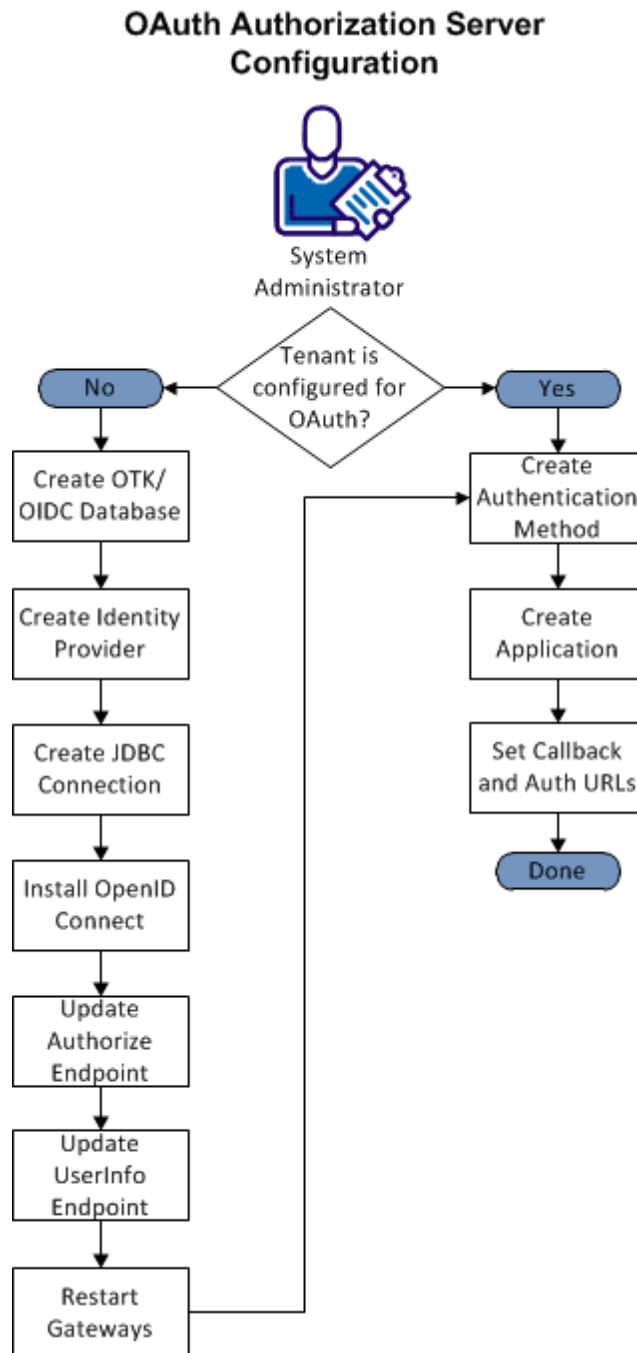 OAuth Authorization Server
Configuration
System
Administrator
Tenant is
configured for
OAuth?
No
Yes
Create OTK/
OIDC Database
Create Identity
Provider
Create JDBC
Connection
Install OpenID
Connect
Update
Authorize
Endpoint
Update
UserInfo
Endpoint
Restart
Gateways
Create
Authentication
Method
Create
Application
Set Callback
and Auth URLs
Done